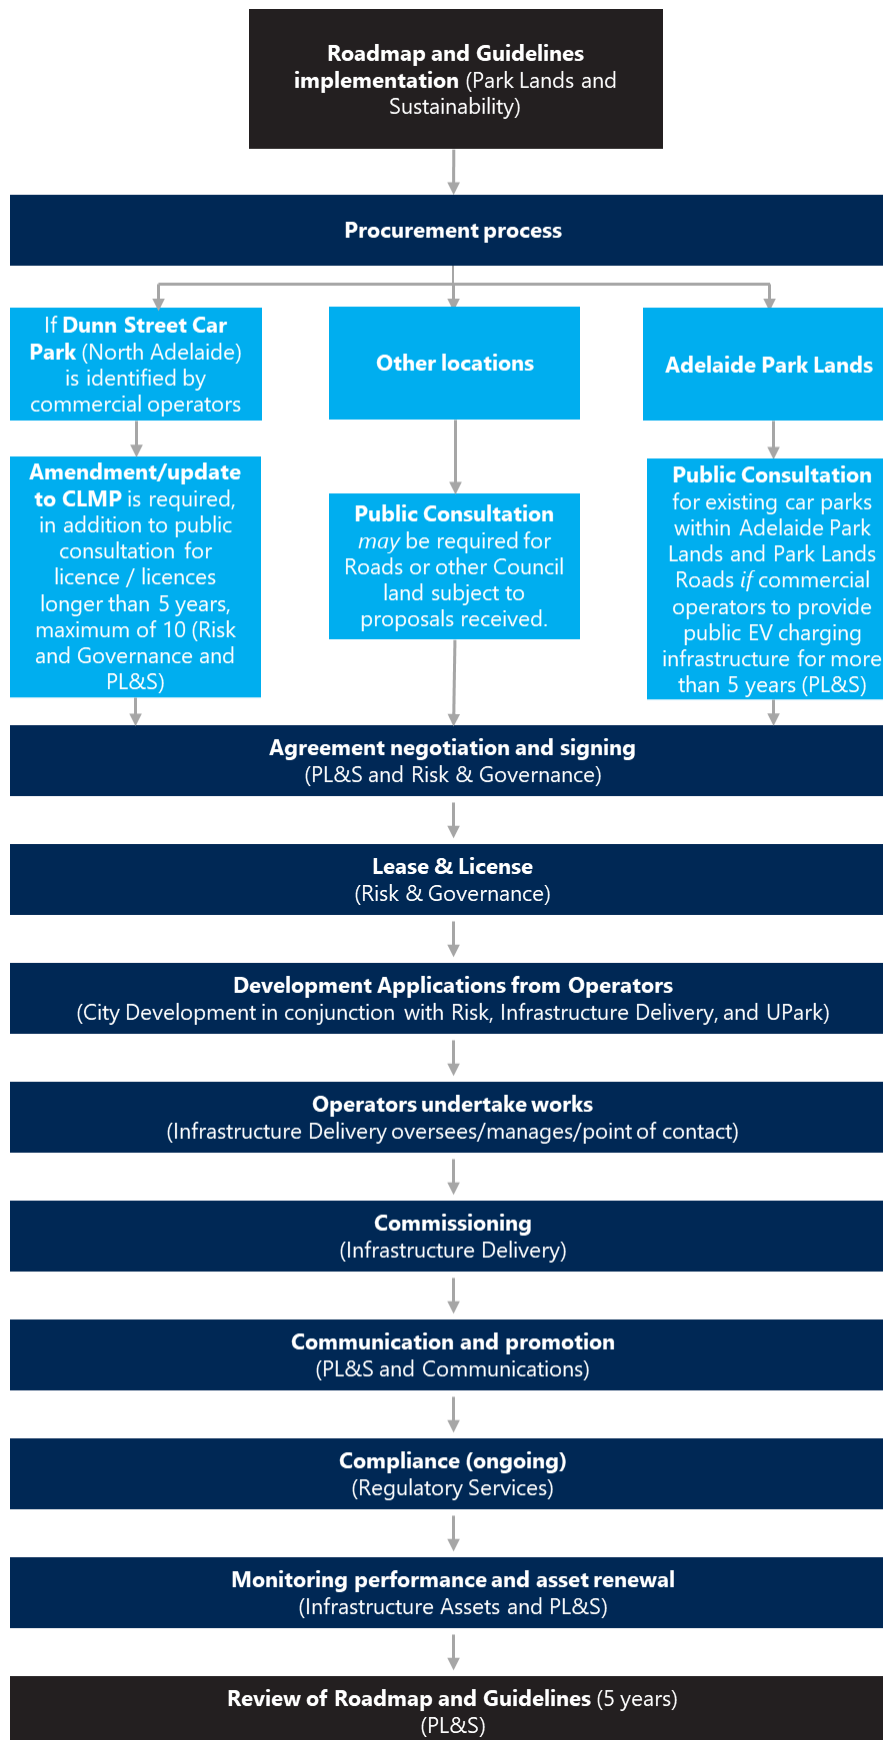 Roadmap and Guidelines
implementation (Park Lands and
Sustainability)
Procurement process
If Dunn Street Car
Park (North Adelaide)
is identified by
commercial operators
Other locations
Adelaide Park Lands
Amendment/update
to CLMP is required,
in addition to public
consultation for
licence / licences
longer than 5 years,
maximum of 10 (Risk
and Governance and
PL&S)
Public Consultation
may be required for
Roads or other Council
land subject to
proposals received.
Public Consultation
for existing car parks
within Adelaide Park
Lands and Park Lands
Roads if commercial
operators to provide
public EV charging
infrastructure for more
than 5 years (PL&S)
Agreement negotiation and signing
(PL&S and Risk & Governance)
Lease & License
(Risk & Governance)
Development Applications from Operators
(City Development in conjunction with Risk, Infrastructure Delivery, and UPark)
Operators undertake works
(Infrastructure Delivery oversees/manages/point of contact)
Commissioning
(Infrastructure Delivery)
Communication and promotion
(PL&S and Communications)
Compliance (ongoing)
(Regulatory Services)
Monitoring performance and asset renewal
(Infrastructure Assets and PL&S)
Review of Roadmap and Guidelines (5 years)
(PL&S)